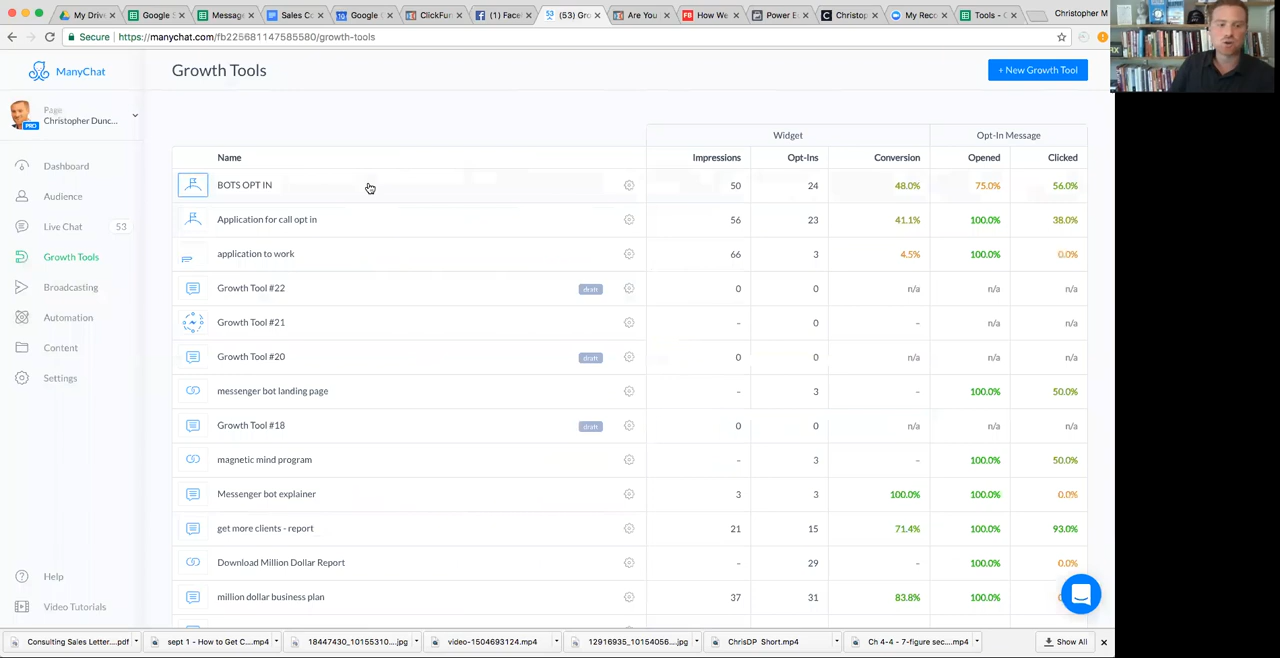 My Driv
Google S
Message
Sales Co
Google
ClickFun
(1) Face
(53) Gro
Are You
How We
Power E
Christop
My Reco
Tools - G
Christopher M
Secure | https://manychat.com/fb225681147585580/growth-tools
ManyChat
Growth Tools
+ New Growth Tool
Page
Christopher Dunc...
PRO
Dashboard
Audience
Live Chat 53
Growth Tools
Broadcasting
Automation
Content
Settings
Help
Video Tutorials
Widget Opt-In Message
Name Impressions Opt-Ins Conversion Opened Clicked
BOTS OPT IN 50 24 48.0% 75.0% 56.0%
Application for call opt in 56 23 41.1% 100.0% 38.0%
application to work 66 3 4.5% 100.0% 0.0%
Growth Tool #22 draft 0 0 n/a n/a n/a
Growth Tool #21 - 0 - n/a n/a
Growth Tool #20 draft 0 0 n/a n/a n/a
messenger bot landing page - 3 - 100.0% 50.0%
Growth Tool #18 draft 0 0 n/a n/a n/a
magnetic mind program - 3 - 100.0% 50.0%
Messenger bot explainer 3 3 100.0% 100.0% 0.0%
get more clients - report 21 15 71.4% 100.0% 93.0%
Download Million Dollar Report - 29 - 100.0% 0.0%
million dollar business plan 37 31 83.8% 100.0%
Consulting Sales Letter....pdf
sept 1 - How to Get C....mp4
18447430_10155310....jpg
video-1504693124.mp4
12916935_10154056....jpg
ChrisDP Short.mp4
Ch 4-4 - 7-figure sec....mp4
Show All